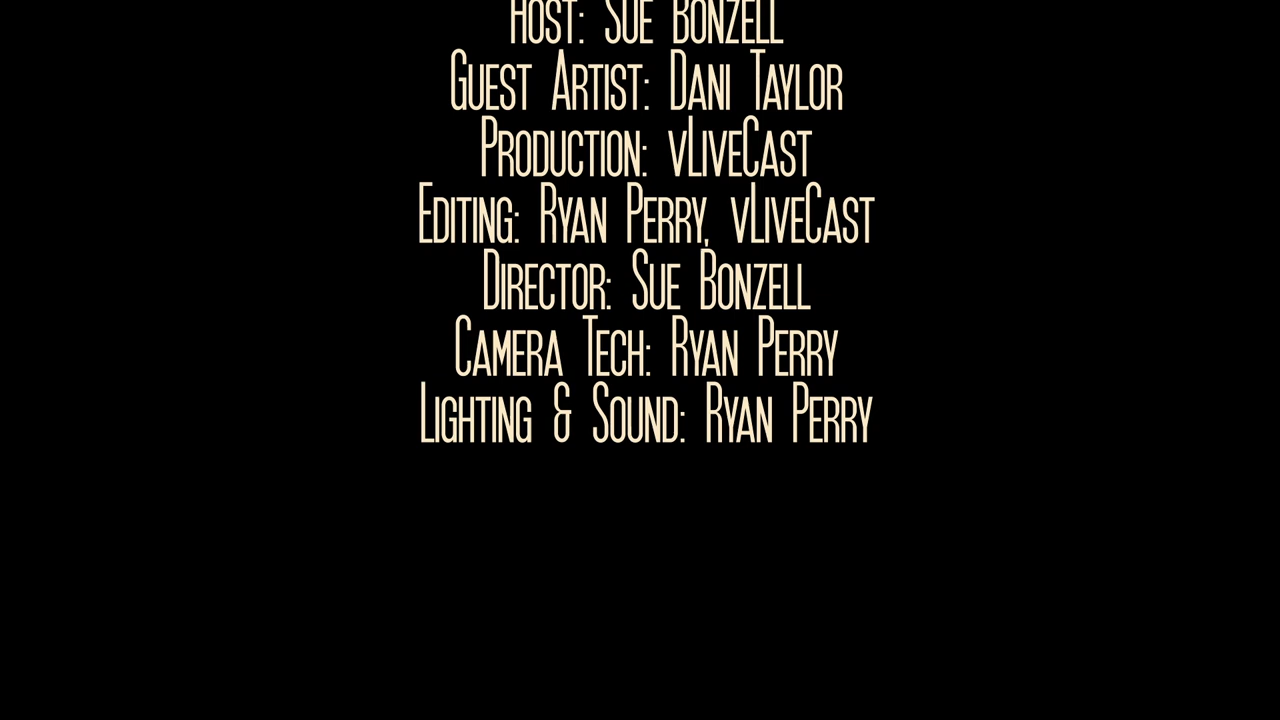 Host: Sue Bonzell
Guest Artist: Dani Taylor
Production: vLiveCast
Editing: Ryan Perry, vLiveCast
Director: Sue Bonzell
Camera Tech: Ryan Perry
Lighting & Sound: Ryan Perry